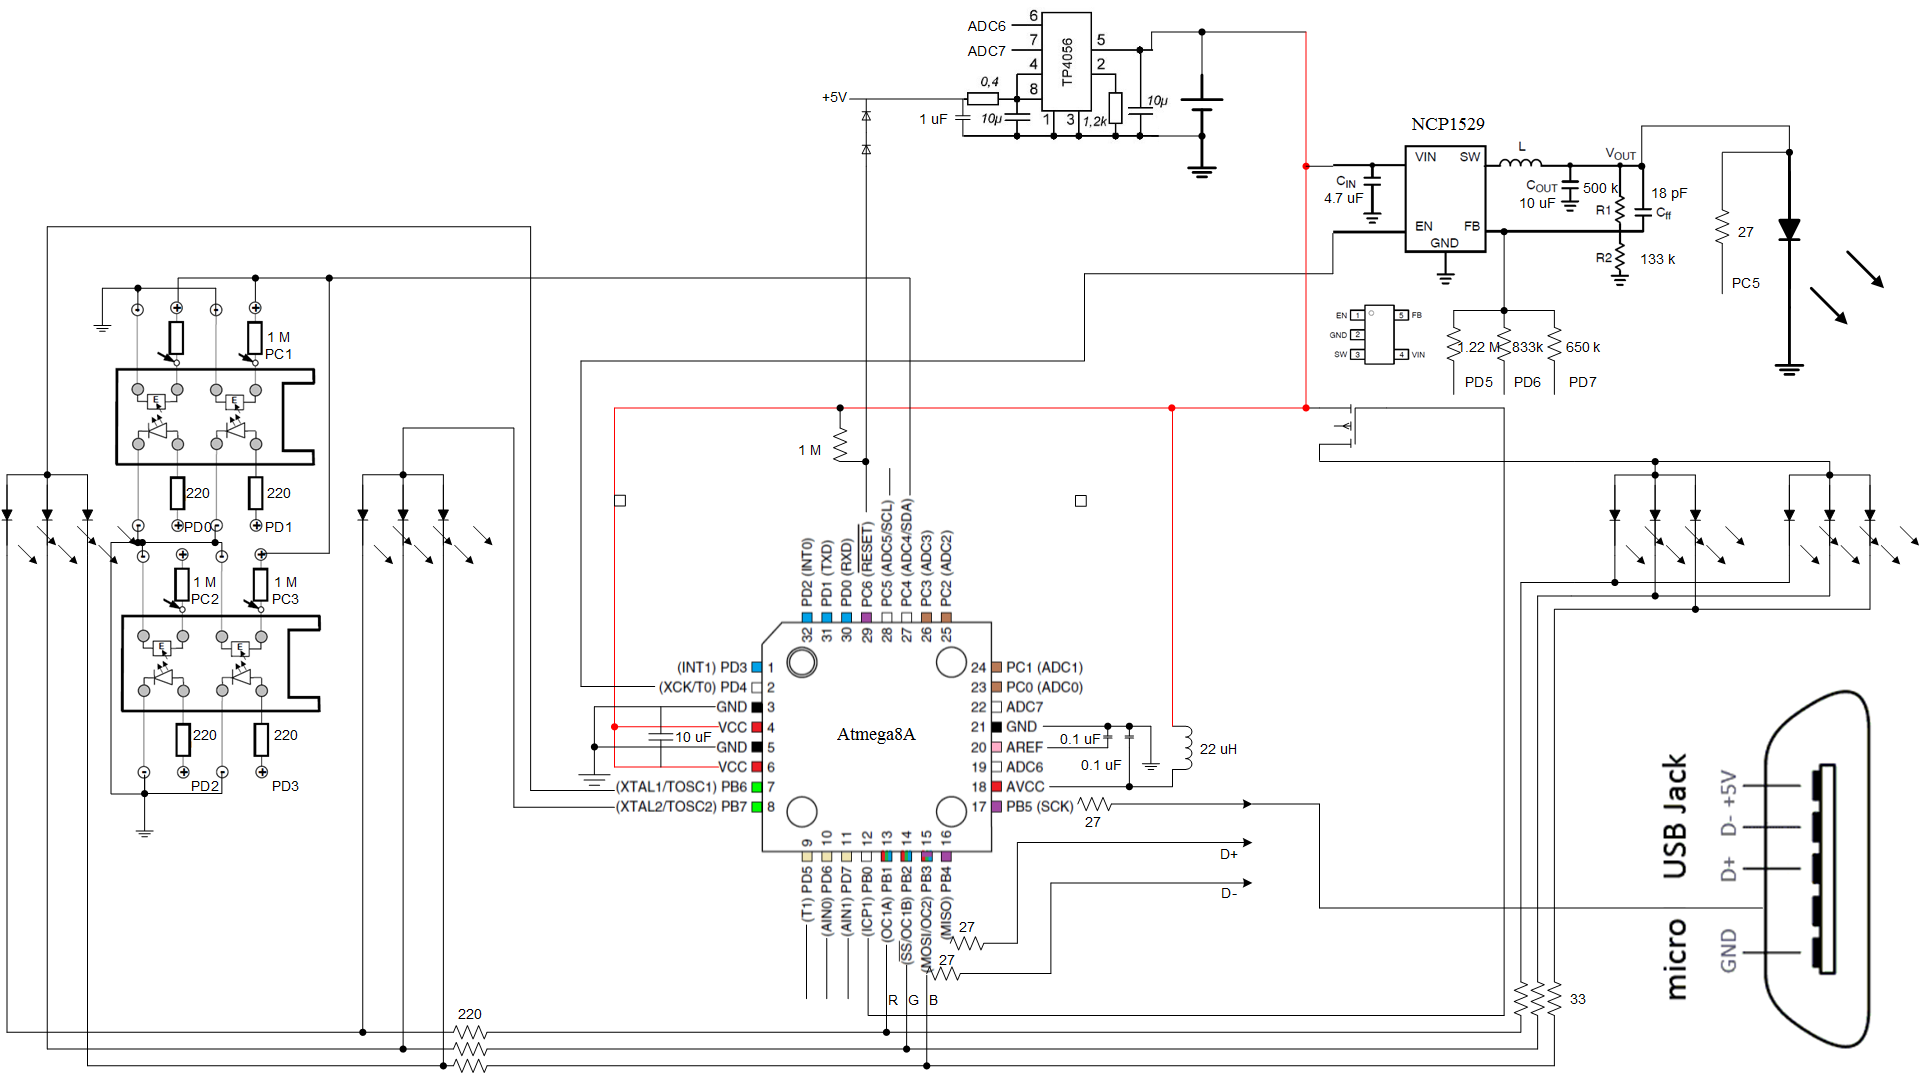 ADC6
ADC7
6
7
4
8
5
2
1
3
TP4056
+5V
0,4
1 uF
10µ
1,2k
10µ
NCP1529
VIN
SW
EN
FB
GND
L
VOUT
CIN
4.7 uF
COUT
10 uF
500 k
R1
18 pF
Cff
R2
133 k
27
PC5
EN 1
GND 2
SW 3
5 FB
4 VIN
1.22 M
833k
650 k
PD5
PD6
PD7
1 M
PC1
E
E
220
220
PD0
PD1
1 M
PC2
1 M
PC3
E
E
220
220
PD2
PD3
1 M
32 PD2 (INT0)
31 PD1 (TXD)
30 PD0 (RXD)
29 PC6 (RESET)
28 PC5 (ADC5/SCL)
27 PC4 (ADC4/SDA)
26 PC3 (ADC3)
25 PC2 (ADC2)
(INT1) PD3 1
(XCK/T0) PD4 2
GND 3
VCC 4
GND 5
VCC 6
(XTAL1/TOSC1) PB6 7
(XTAL2/TOSC2) PB7 8
10 uF
Atmega8A
24 PC1 (ADC1)
23 PC0 (ADC0)
22 ADC7
21 GND
20 AREF
19 ADC6
18 AVCC
17 PB5 (SCK)
0.1 uF
0.1 uF
22 uH
27
9 (T1) PD5
10 (AIN0) PD6
11 (AIN1) PD7
12 (ICP1) PB0
13 (OC1A) PB1
14 (SS/OC1B) PB2
15 (MOSI/OC2) PB3
16 (MISO) PB4
27
27
D+
D-
R
G
B
220
33
micro USB Jack
+5V
D-
D+
GND